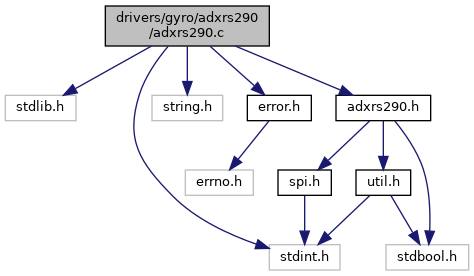 drivers/gyro/adxrs290
/adxrs290.c
stdlib.h
string.h
error.h
adxrs290.h
errno.h
spi.h
util.h
stdint.h
stdbool.h